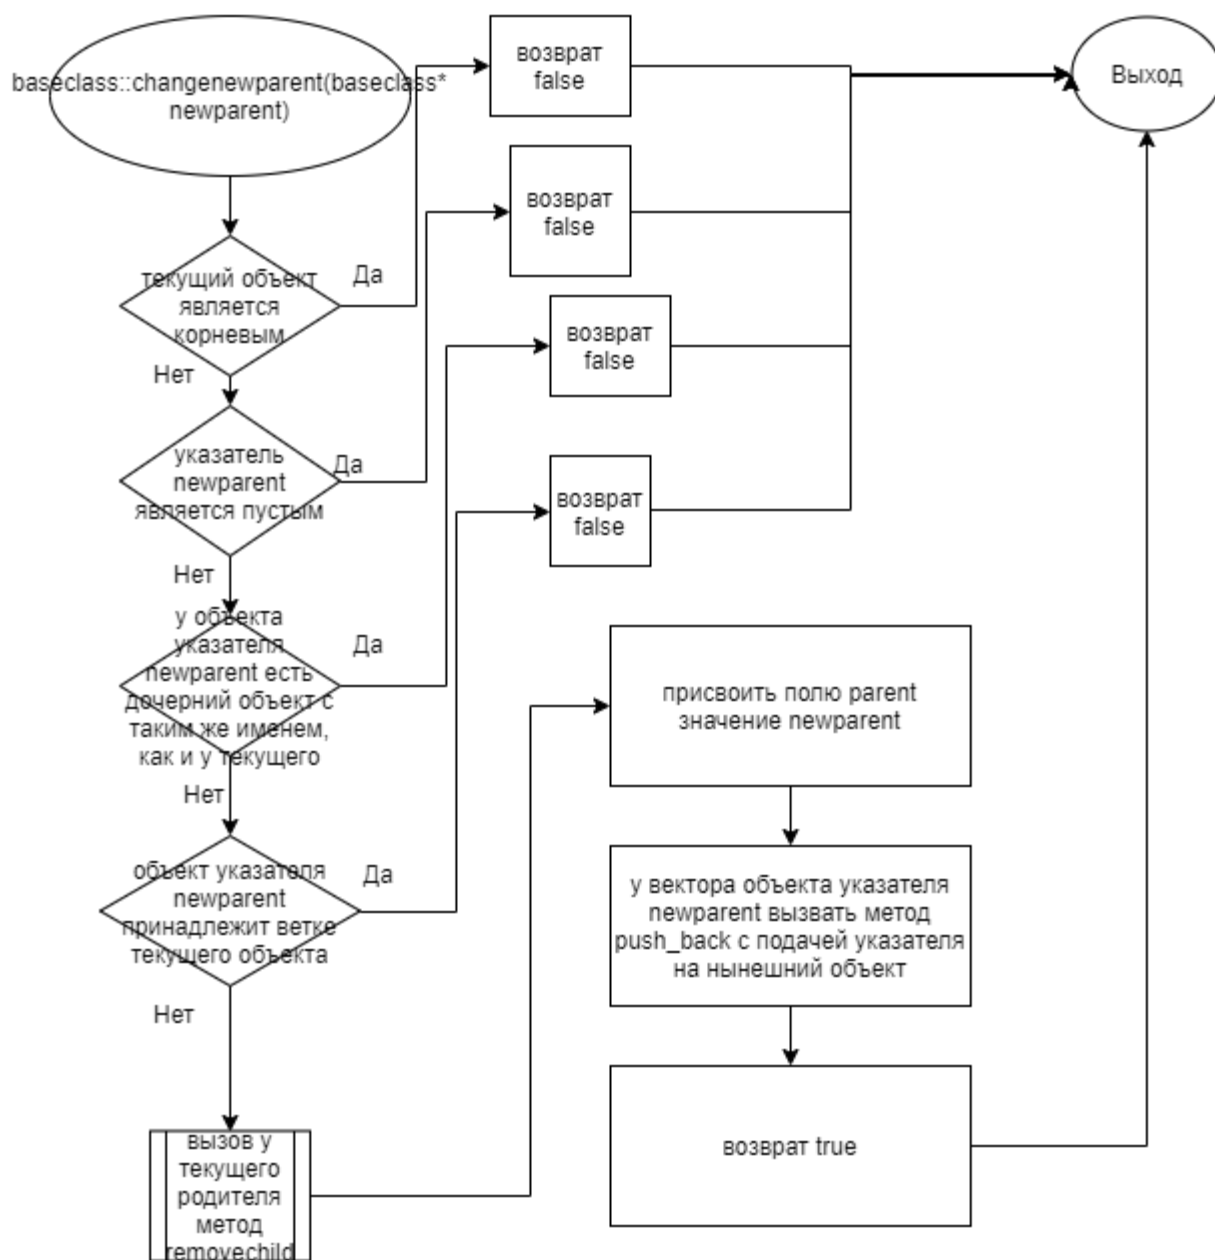 baseclass::changenewparent(baseclass*
newparent)
возврат
false
Выход
возврат
false
текущий объект
является
корневым
Да
Нет
возврат
false
указатель
newparent
является пустым
Да
Нет
возврат
false
у объекта
указателя
newparent есть
дочерний объект с
таким же именем,
как и у текущего
Да
Нет
присвоить полю parent
значение newparent
объект указателя
newparent
принадлежит ветке
текущего объекта
Да
Нет
у вектора объекта указателя
newparent вызвать метод
push_back с подачей указателя
на нынешний объект
вызов у
текущего
родителя
метод
removechild
возврат true